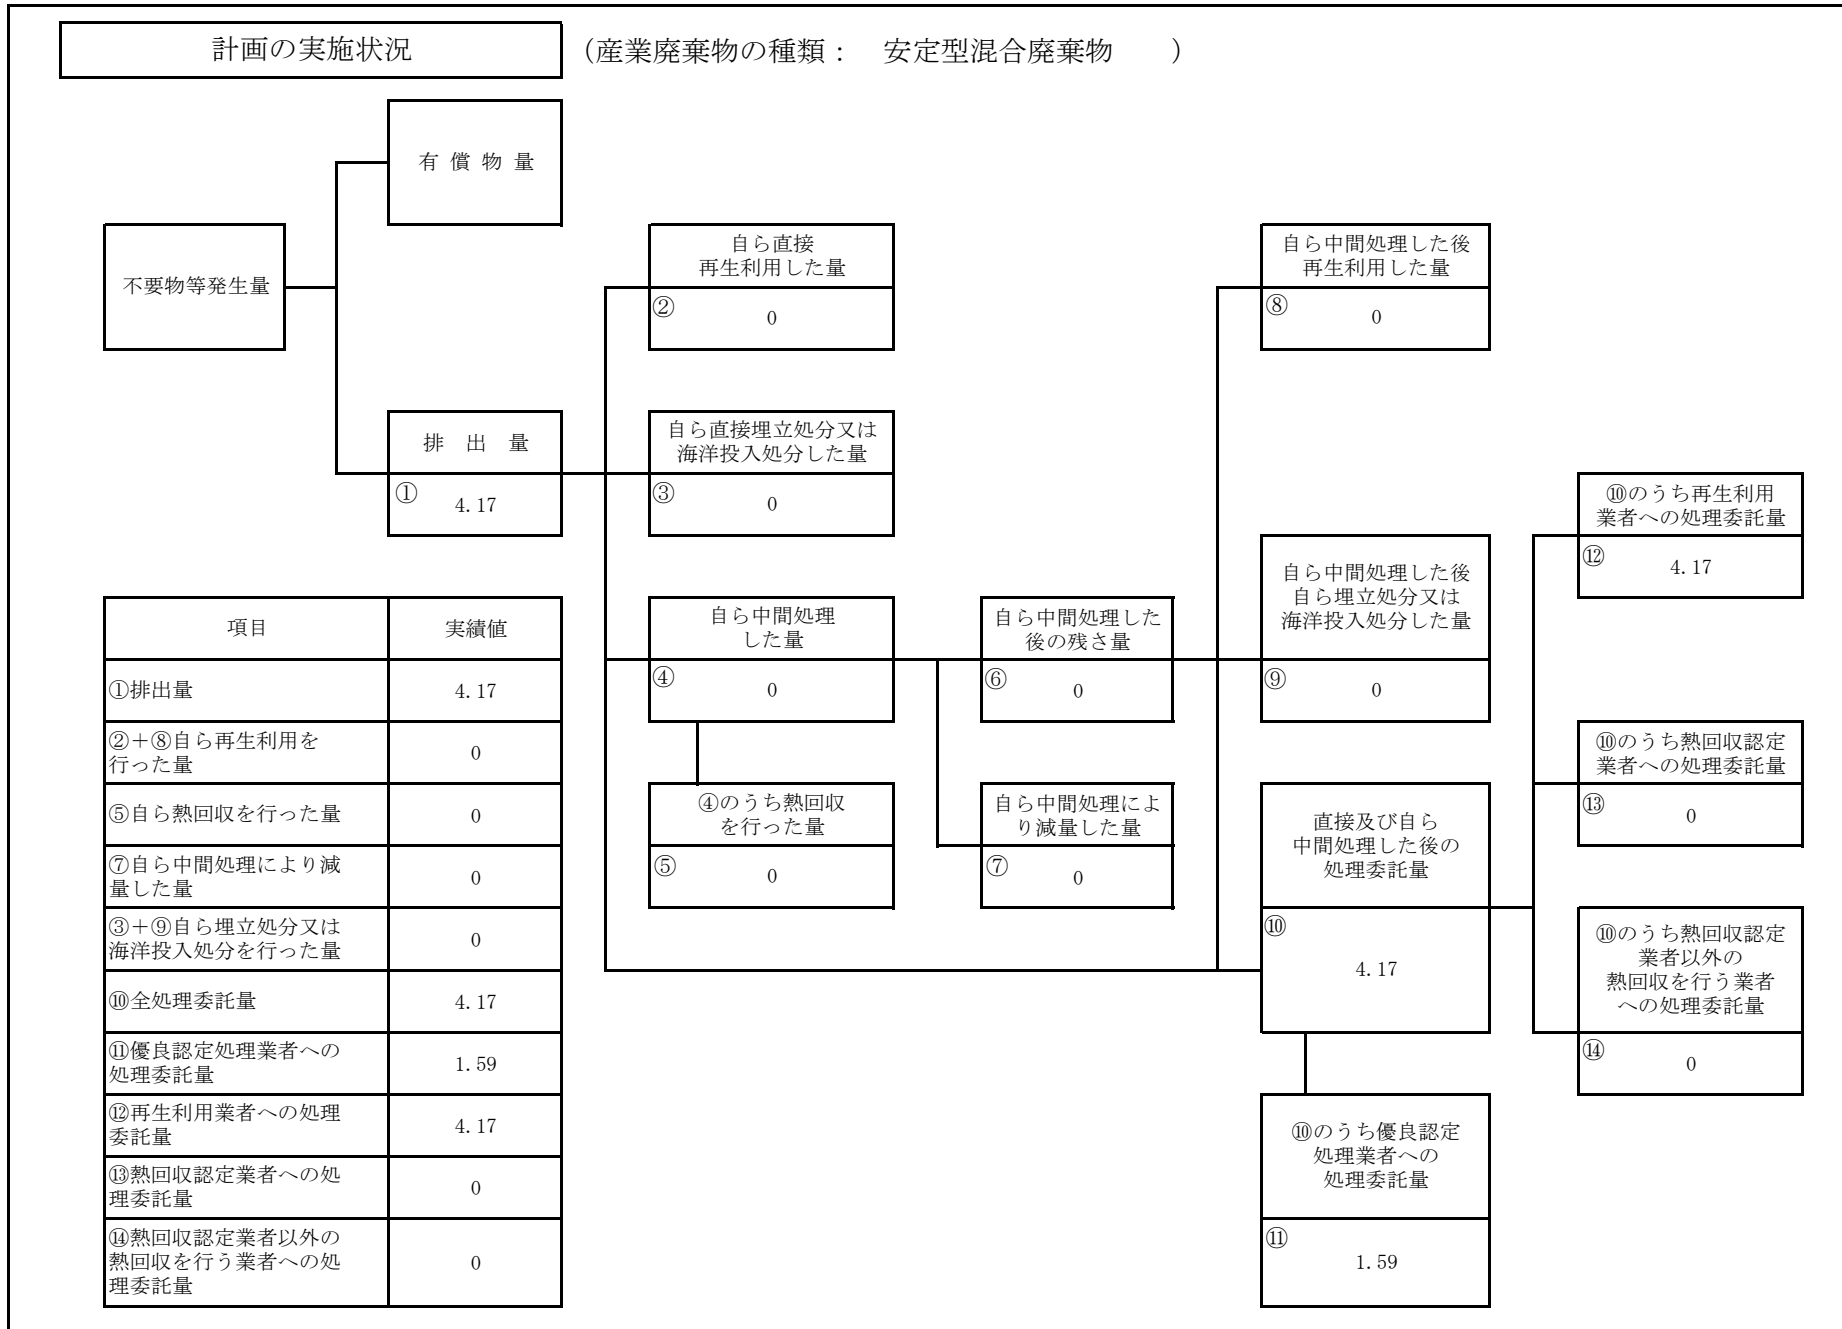 計画の実施状況
（産業廃棄物の種類： 安定型混合廃棄物 ）
有 償 物 量
不要物等発生量
自ら直接
再生利用した量
②
0
自ら中間処理した後
再生利用した量
⑧
0
排 出 量
①
4.17
自ら直接埋立処分又は
海洋投入処分した量
③
0
⑩のうち再生利用
業者への処理委託量
⑫
4.17
自ら中間処理した後
自ら埋立処分又は
海洋投入処分した量
⑨
0
自ら中間処理
した量
④
0
自ら中間処理した
後の残さ量
⑥
0
⑩のうち熱回収認定
業者への処理委託量
⑬
0
④のうち熱回収
を行った量
⑤
0
自ら中間処理によ
り減量した量
⑦
0
直接及び自ら
中間処理した後の
処理委託量
⑩
4.17
⑩のうち熱回収認定
業者以外の
熱回収を行う業者
への処理委託量
⑭
0
⑩のうち優良認定
処理業者への
処理委託量
⑪
1.59
項目 実績値
①排出量 4.17
②＋⑧自ら再生利用を
行った量 0
⑤自ら熱回収を行った量 0
⑦自ら中間処理により減
量した量 0
③＋⑨自ら埋立処分又は
海洋投入処分を行った量 0
⑩全処理委託量 4.17
⑪優良認定処理業者への
処理委託量 1.59
⑫再生利用業者への処理
委託量 4.17
⑬熱回収認定業者への処
理委託量 0
⑭熱回収認定業者以外の
熱回収を行う業者への処
理委託量 0